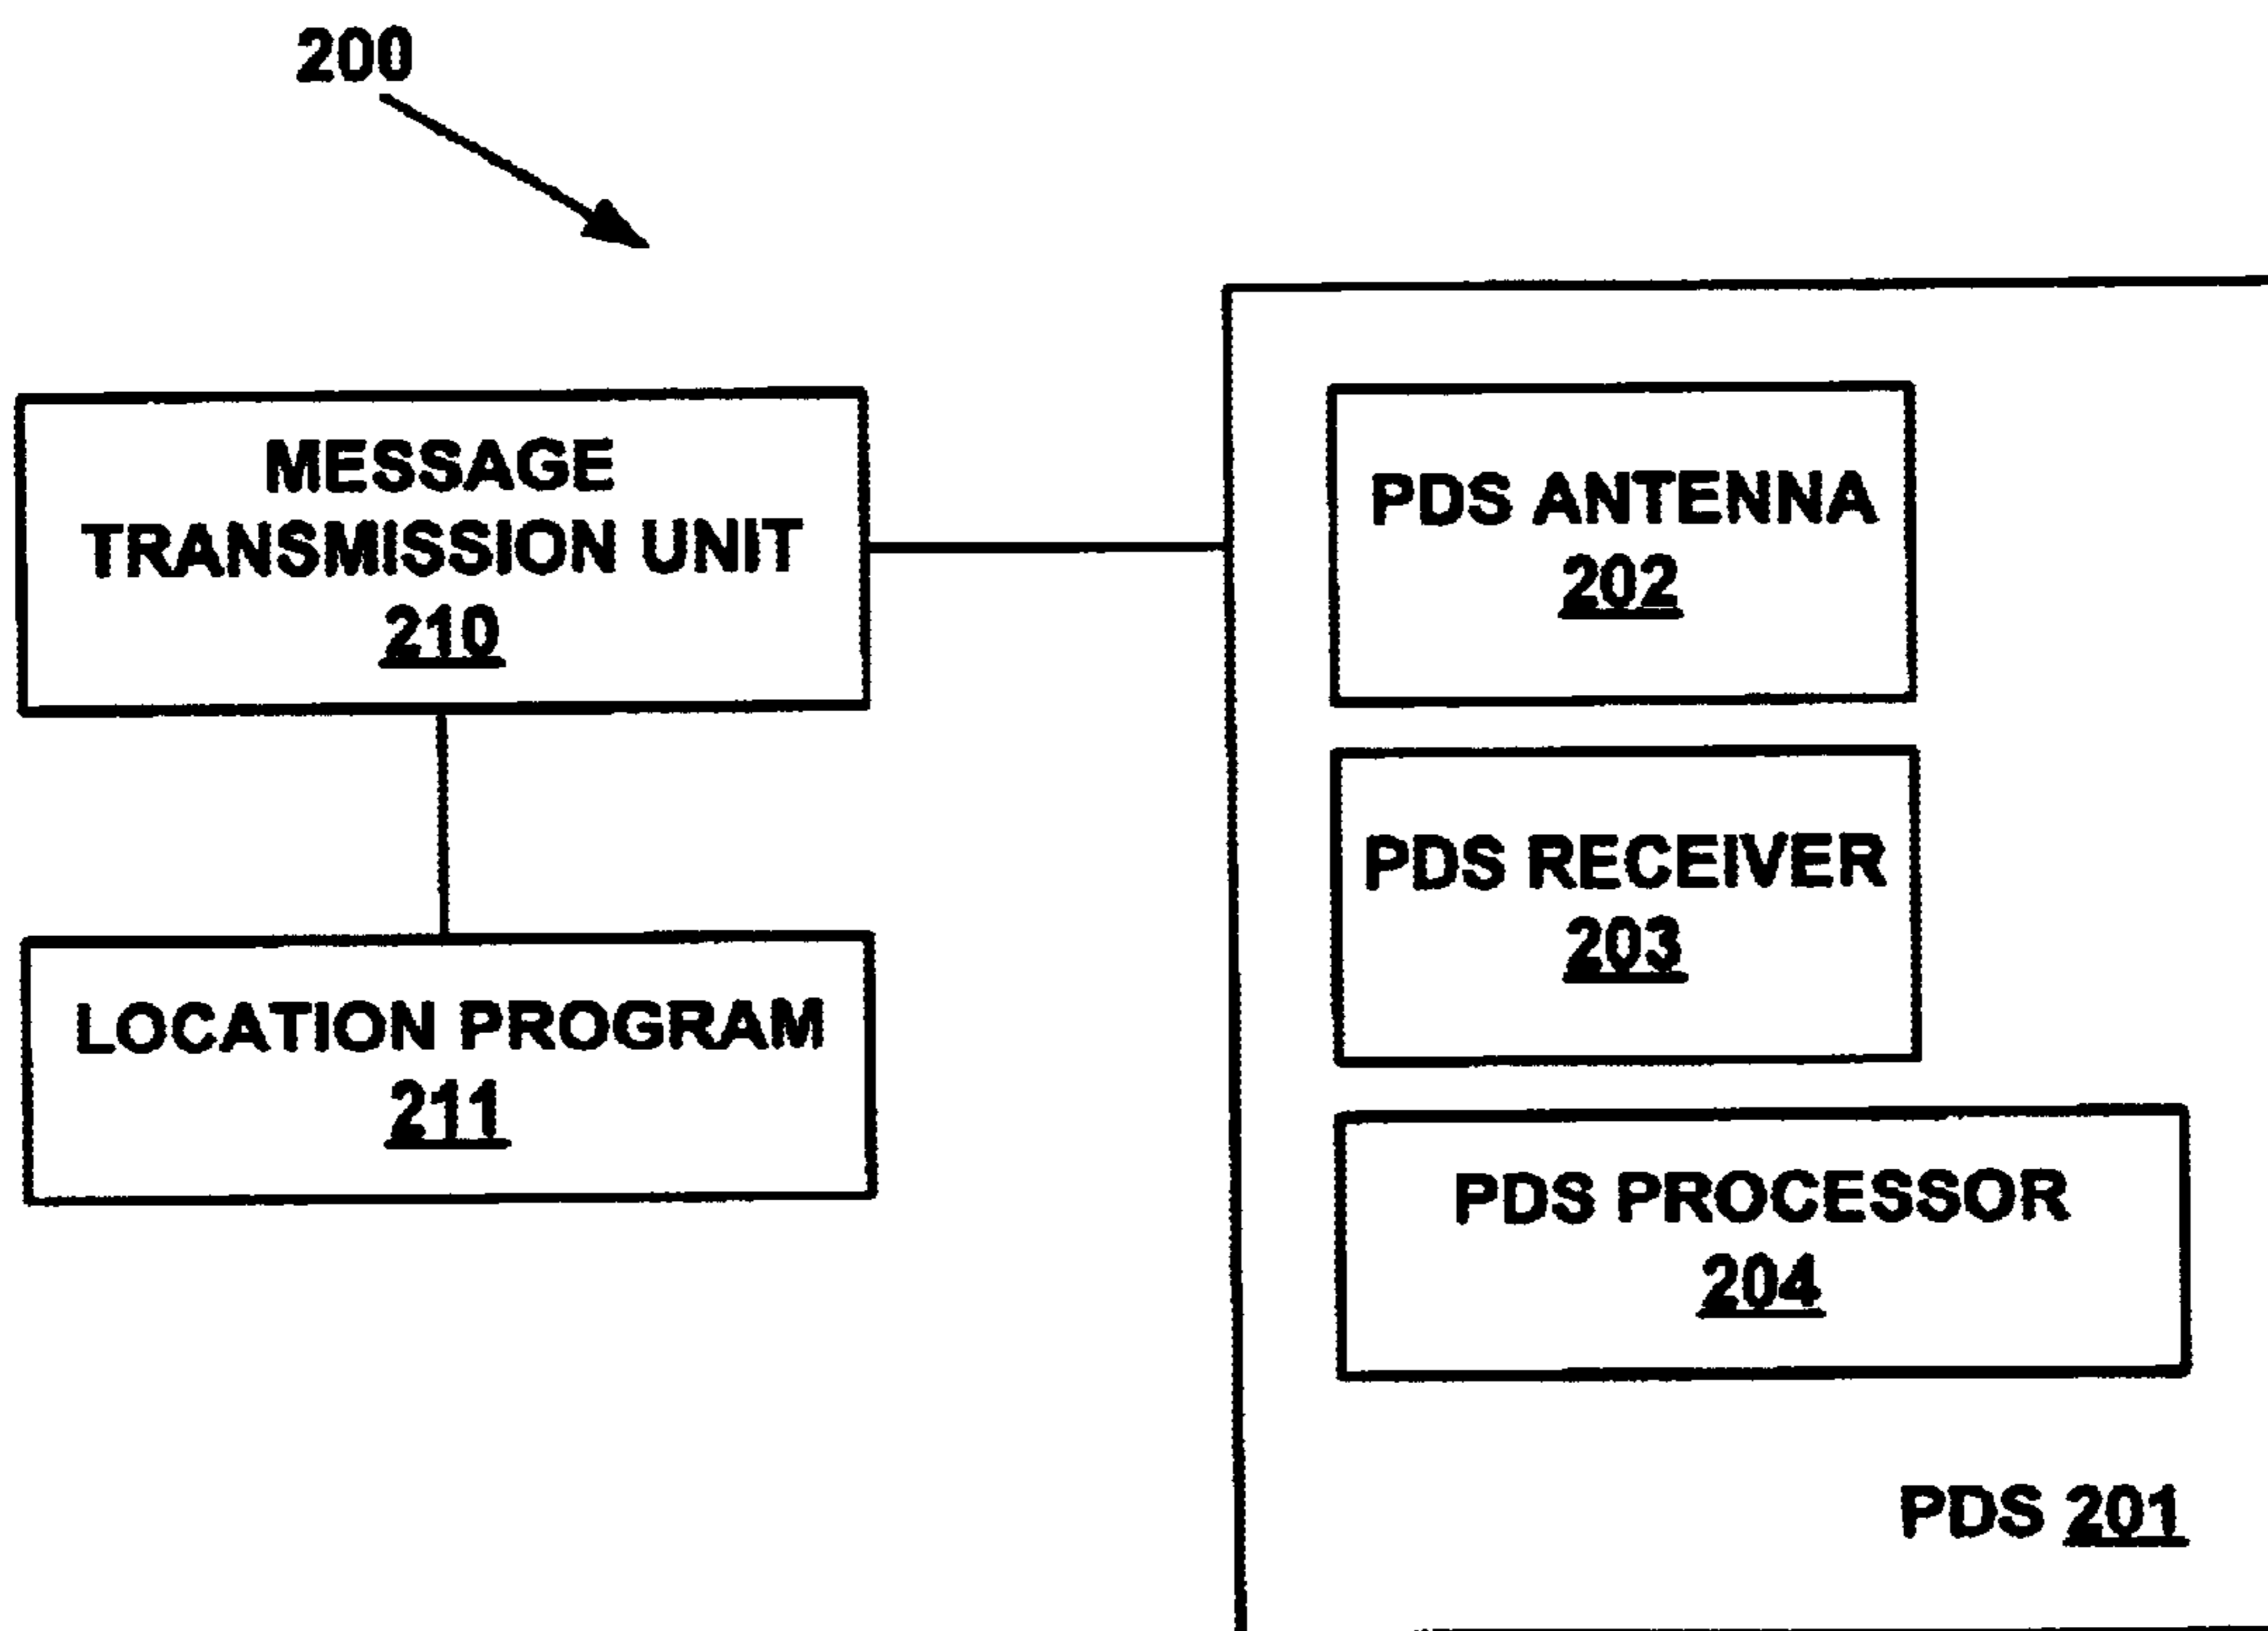 200
MESSAGE
TRANSMISSION UNIT
210
LOCATION PROGRAM
211
PDS ANTENNA
202
PDS RECEIVER
203
PDS PROCESSOR
204
PDS 201